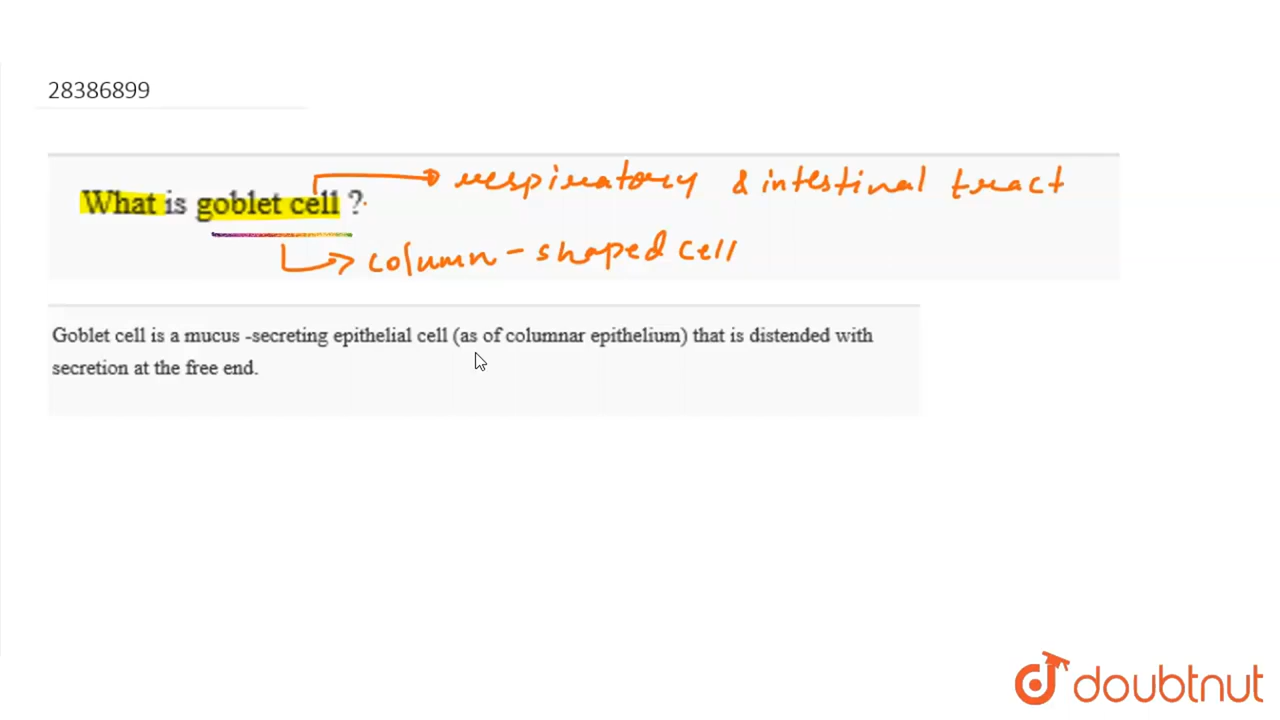 28386899
respiratory & intestinal tract
What is goblet cell ?
column - shaped cell
Goblet cell is a mucus -secreting epithelial cell (as of columnar epithelium) that is distended with
secretion at the free end.
doubtnut